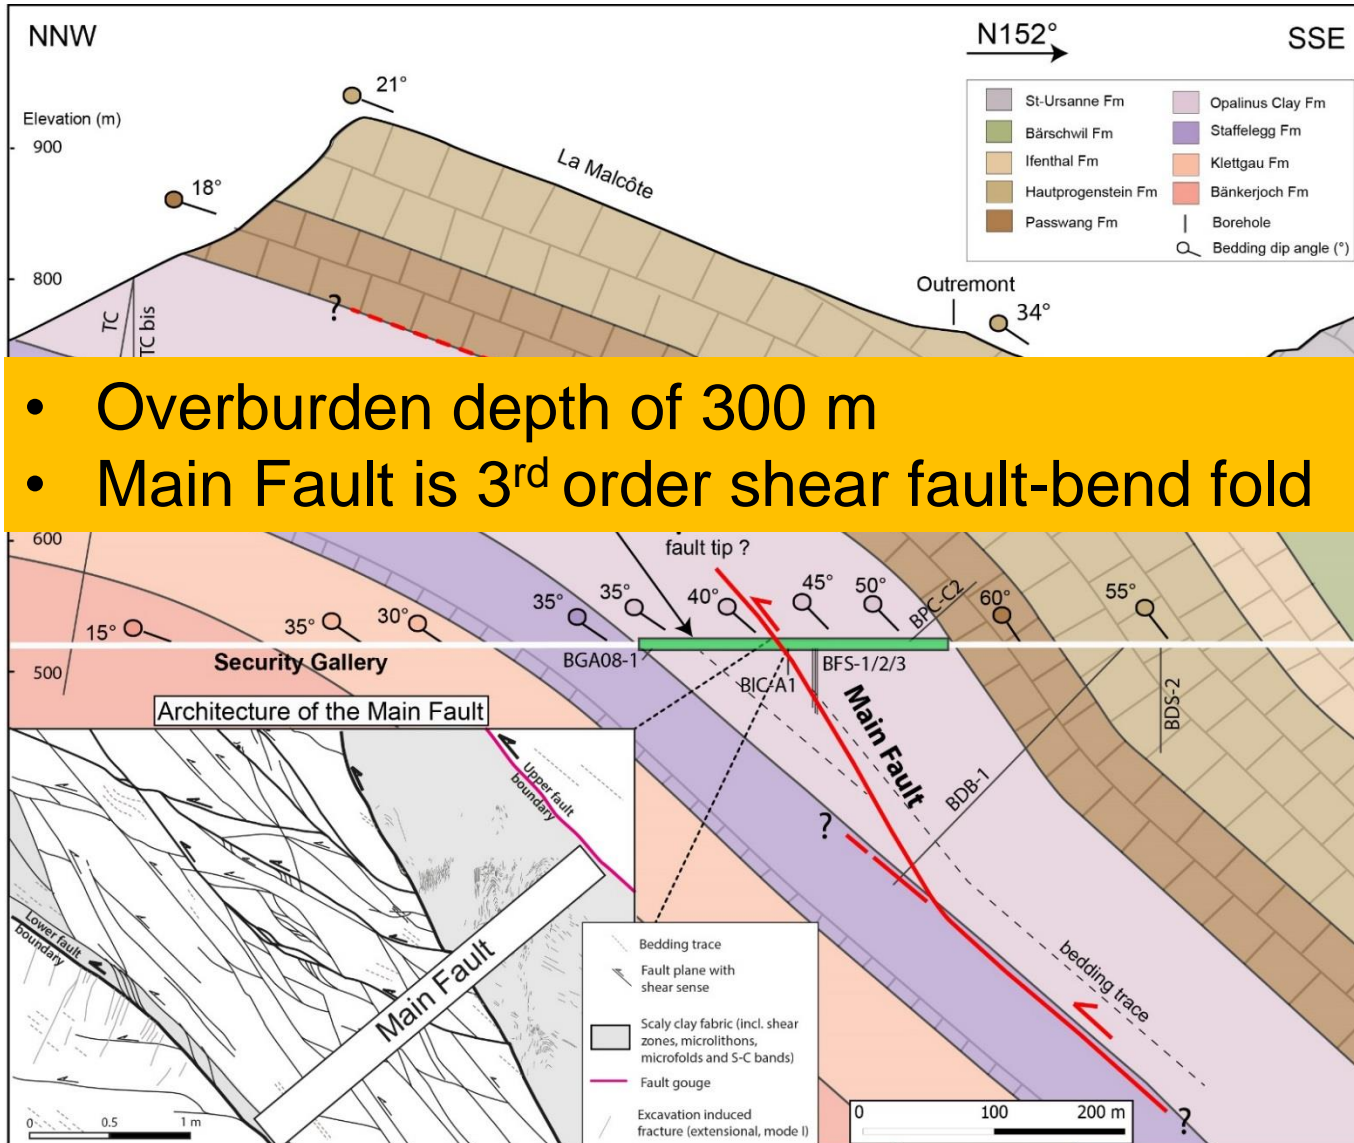 NNW
N152°
SSE
21°
Elevation (m)
900
18°
La Malcôte
St-Ursanne Fm
Bärschwil Fm
Ifenthal Fm
Hautprogenstein Fm
Passwang Fm
Opalinus Clay Fm
Staffelegg Fm
Klettgau Fm
Bänkerjoch Fm
Borehole
Bedding dip angle (°)
800
Outremont
34°
?
TC
TC bis
• Overburden depth of 300 m
• Main Fault is 3rd order shear fault-bend fold
600
fault tip ?
15°
35°
30°
35°
35°
40°
45°
50°
BPC-C2
60°
55°
Security Gallery
500
BGA08-1
BIC-A1
BFS-1/2/3
BDS-2
Main Fault
BDB-1
?
bedding trace
?
Architecture of the Main Fault
Upper fault
boundary
Lower fault
boundary
Main Fault
0 0.5 1 m
Bedding trace
Fault plane with
shear sense
Scaly clay fabric (incl. shear
zones, microlithons,
microfolds and S-C bands)
Fault gouge
Excavation induced
fracture (extensional, mode I)
0 100 200 m